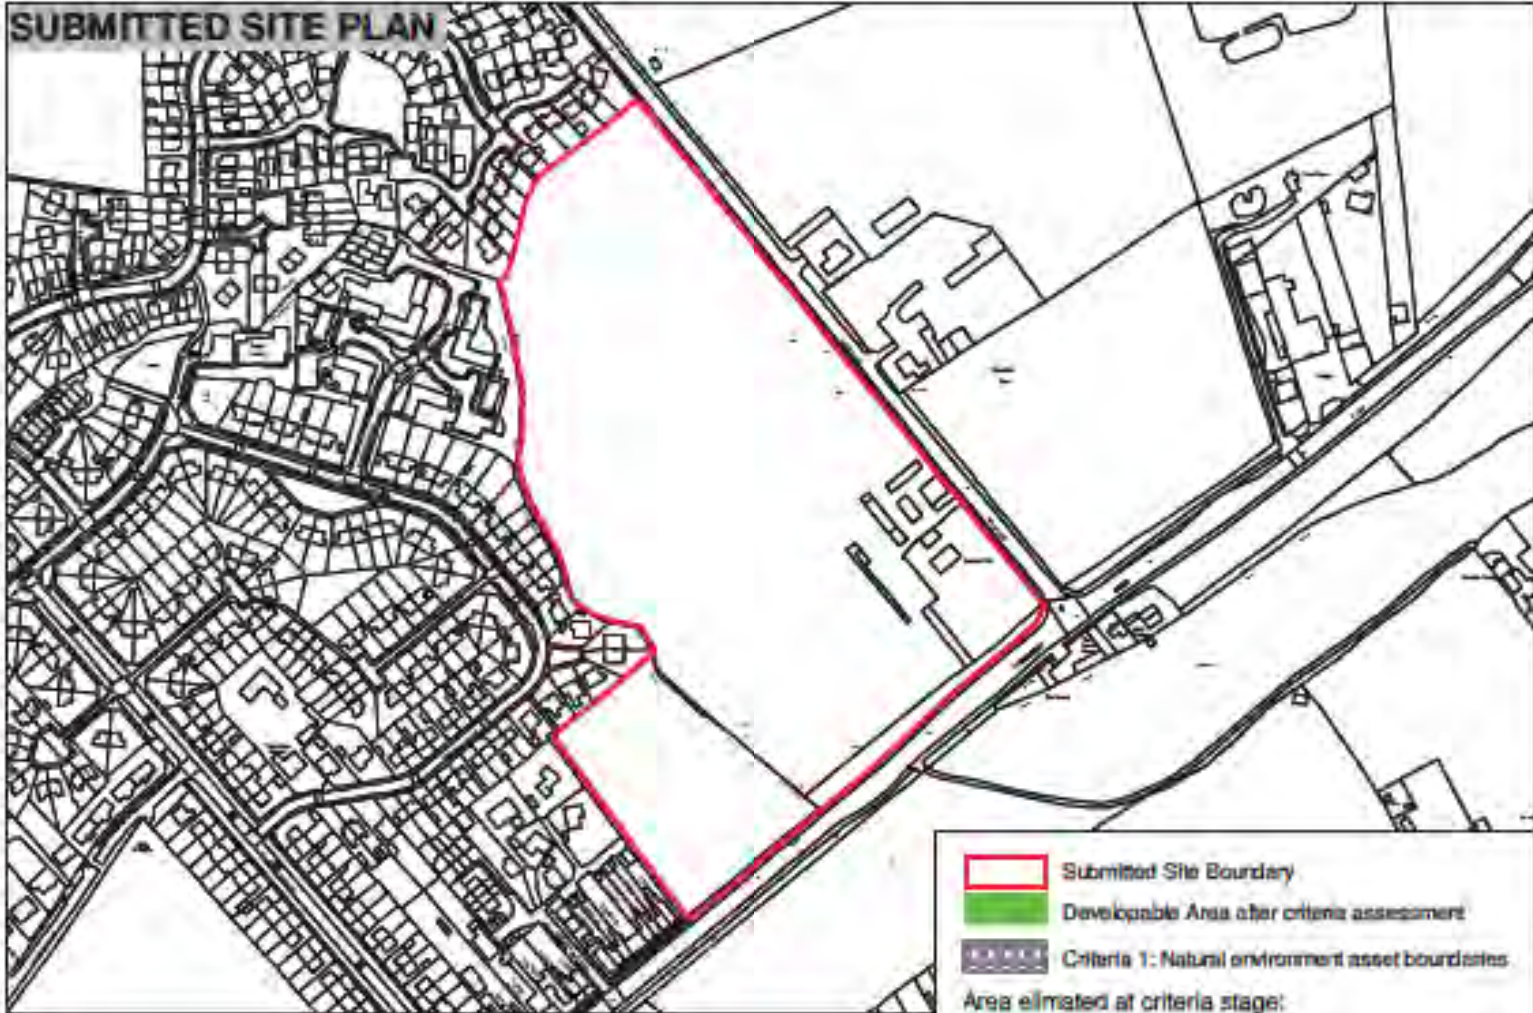 SUBMITTED SITE PLAN
Submitted Site Boundary
Developable Area after criteria assessment
Criteria 1: Natural environment asset boundaries
Area elimated at criteria stage: